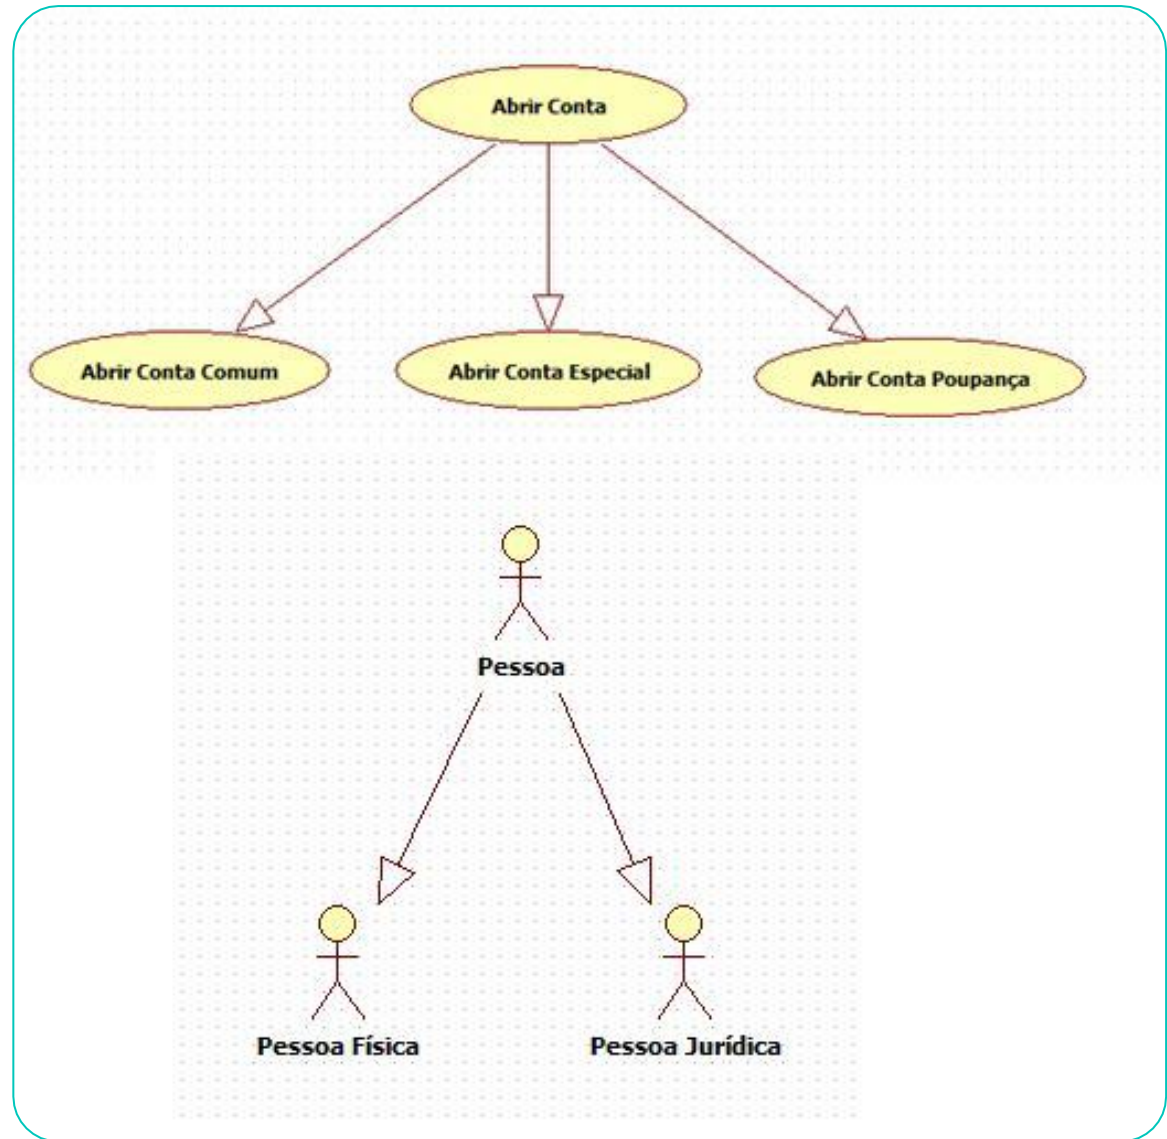 Abrir Conta
Abrir Conta Comum
Abrir Conta Especial
Abrir Conta Poupança
Pessoa
Pessoa Física
Pessoa Jurídica